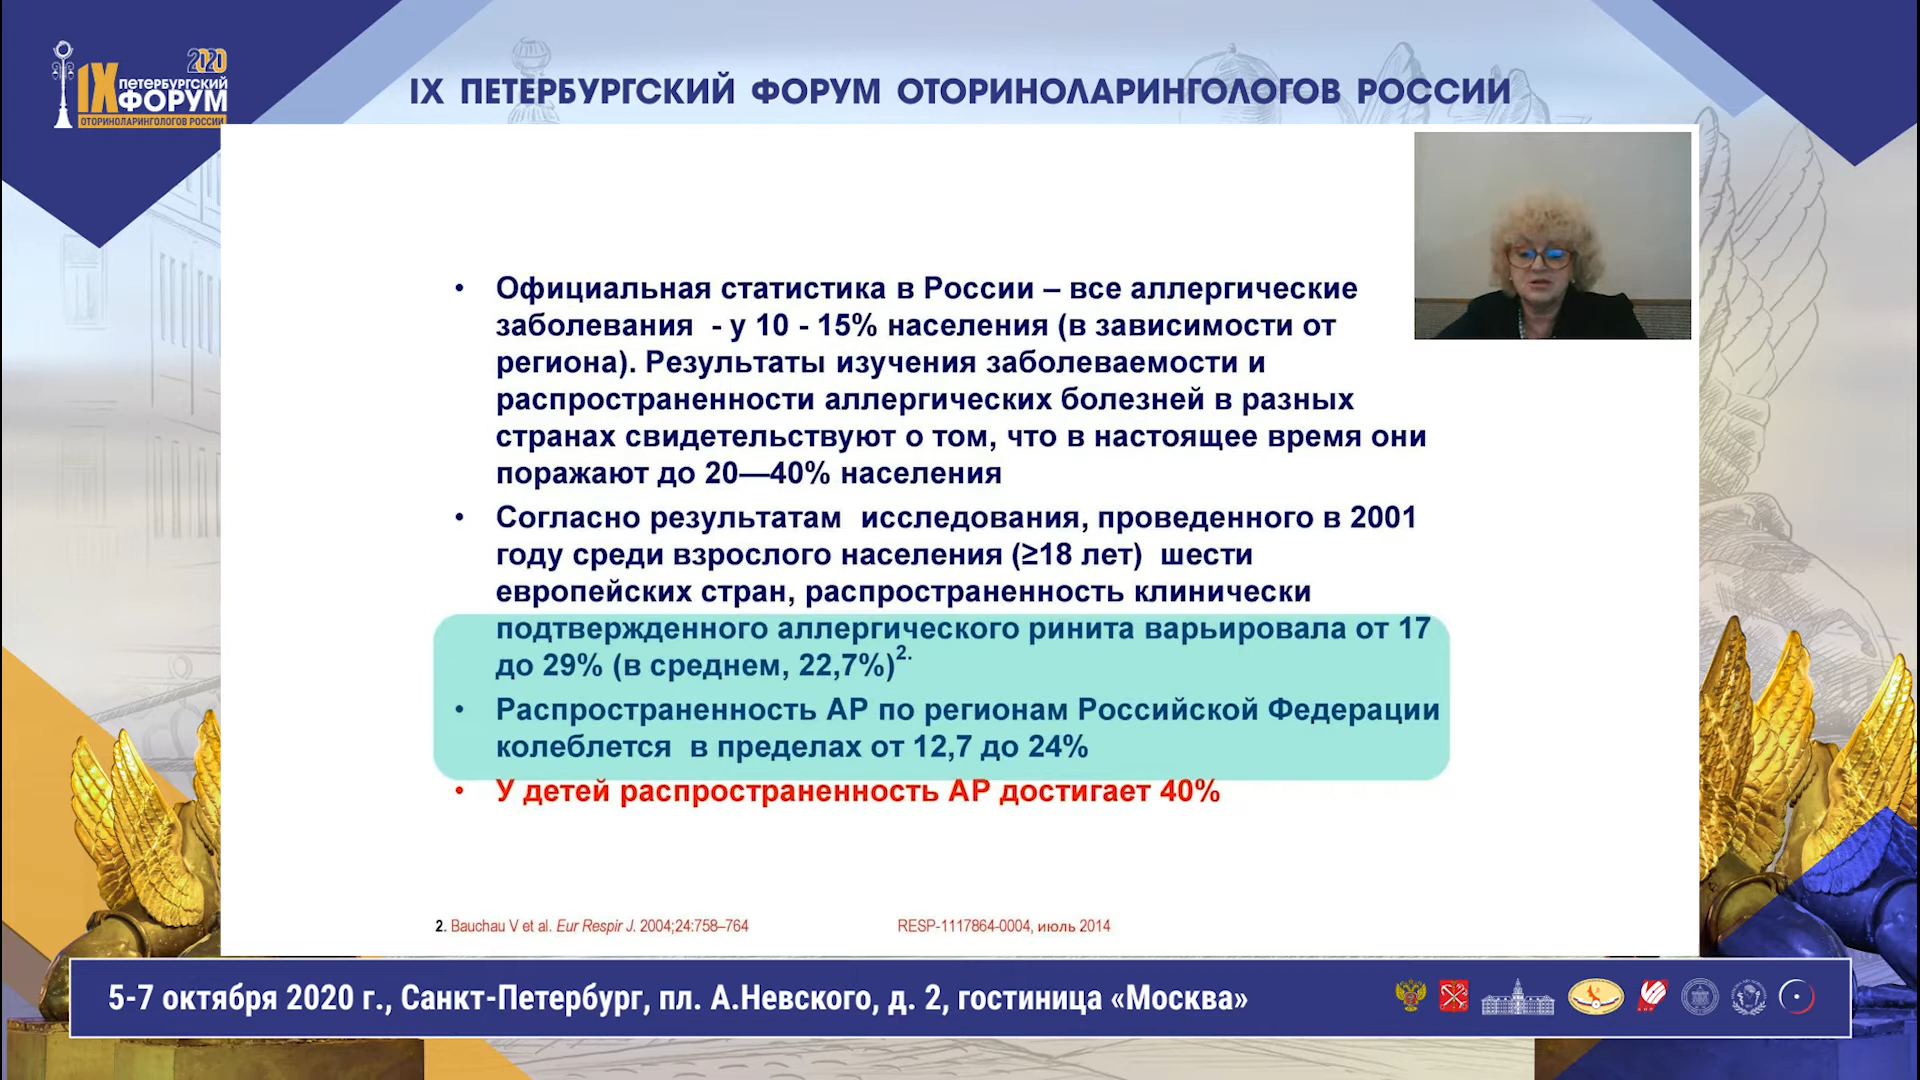 2020
IX ПЕТЕРБУРГСКИЙ
ФОРУМ
ОТОРИНОЛАРИНГОЛОГОВ РОССИИ
IX ПЕТЕРБУРГСКИЙ ФОРУМ ОТОРИНОЛАРИНГОЛОГОВ РОССИИ
• Официальная статистика в России – все аллергические
заболевания - у 10 - 15% населения (в зависимости от
региона). Результаты изучения заболеваемости и
распространенности аллергических болезней в разных
странах свидетельствуют о том, что в настоящее время они
поражают до 20—40% населения
• Согласно результатам исследования, проведенного в 2001
году среди взрослого населения (≥18 лет) шести
европейских стран, распространенность клинически
подтвержденного аллергического ринита варьировала от 17
до 29% (в среднем, 22,7%)2.
• Распространенность АР по регионам Российской Федерации
колеблется в пределах от 12,7 до 24%
• У детей распространенность АР достигает 40%
2. Bauchau V et al. Eur Respir J. 2004;24:758–764
RESP-1117864-0004, июль 2014
5-7 октября 2020 г., Санкт-Петербург, пл. А.Невского, д. 2, гостиница «Москва»